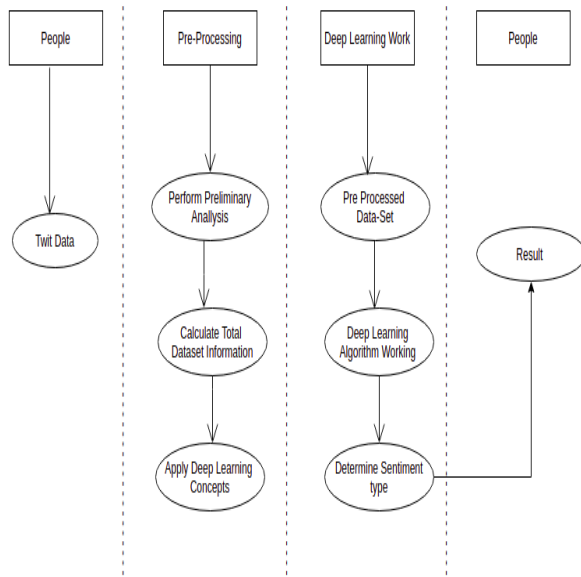 People
Pre-Processing
Deep Learning Work
People
Twit Data
Perform Preliminary
Anallysis
Calculate Total
Dataset Information
Apply Deep Learning
Concepts
Pre Processed
Data-Set
Deep Learning
Algorithm Working
Determine Sentiment
type
Result